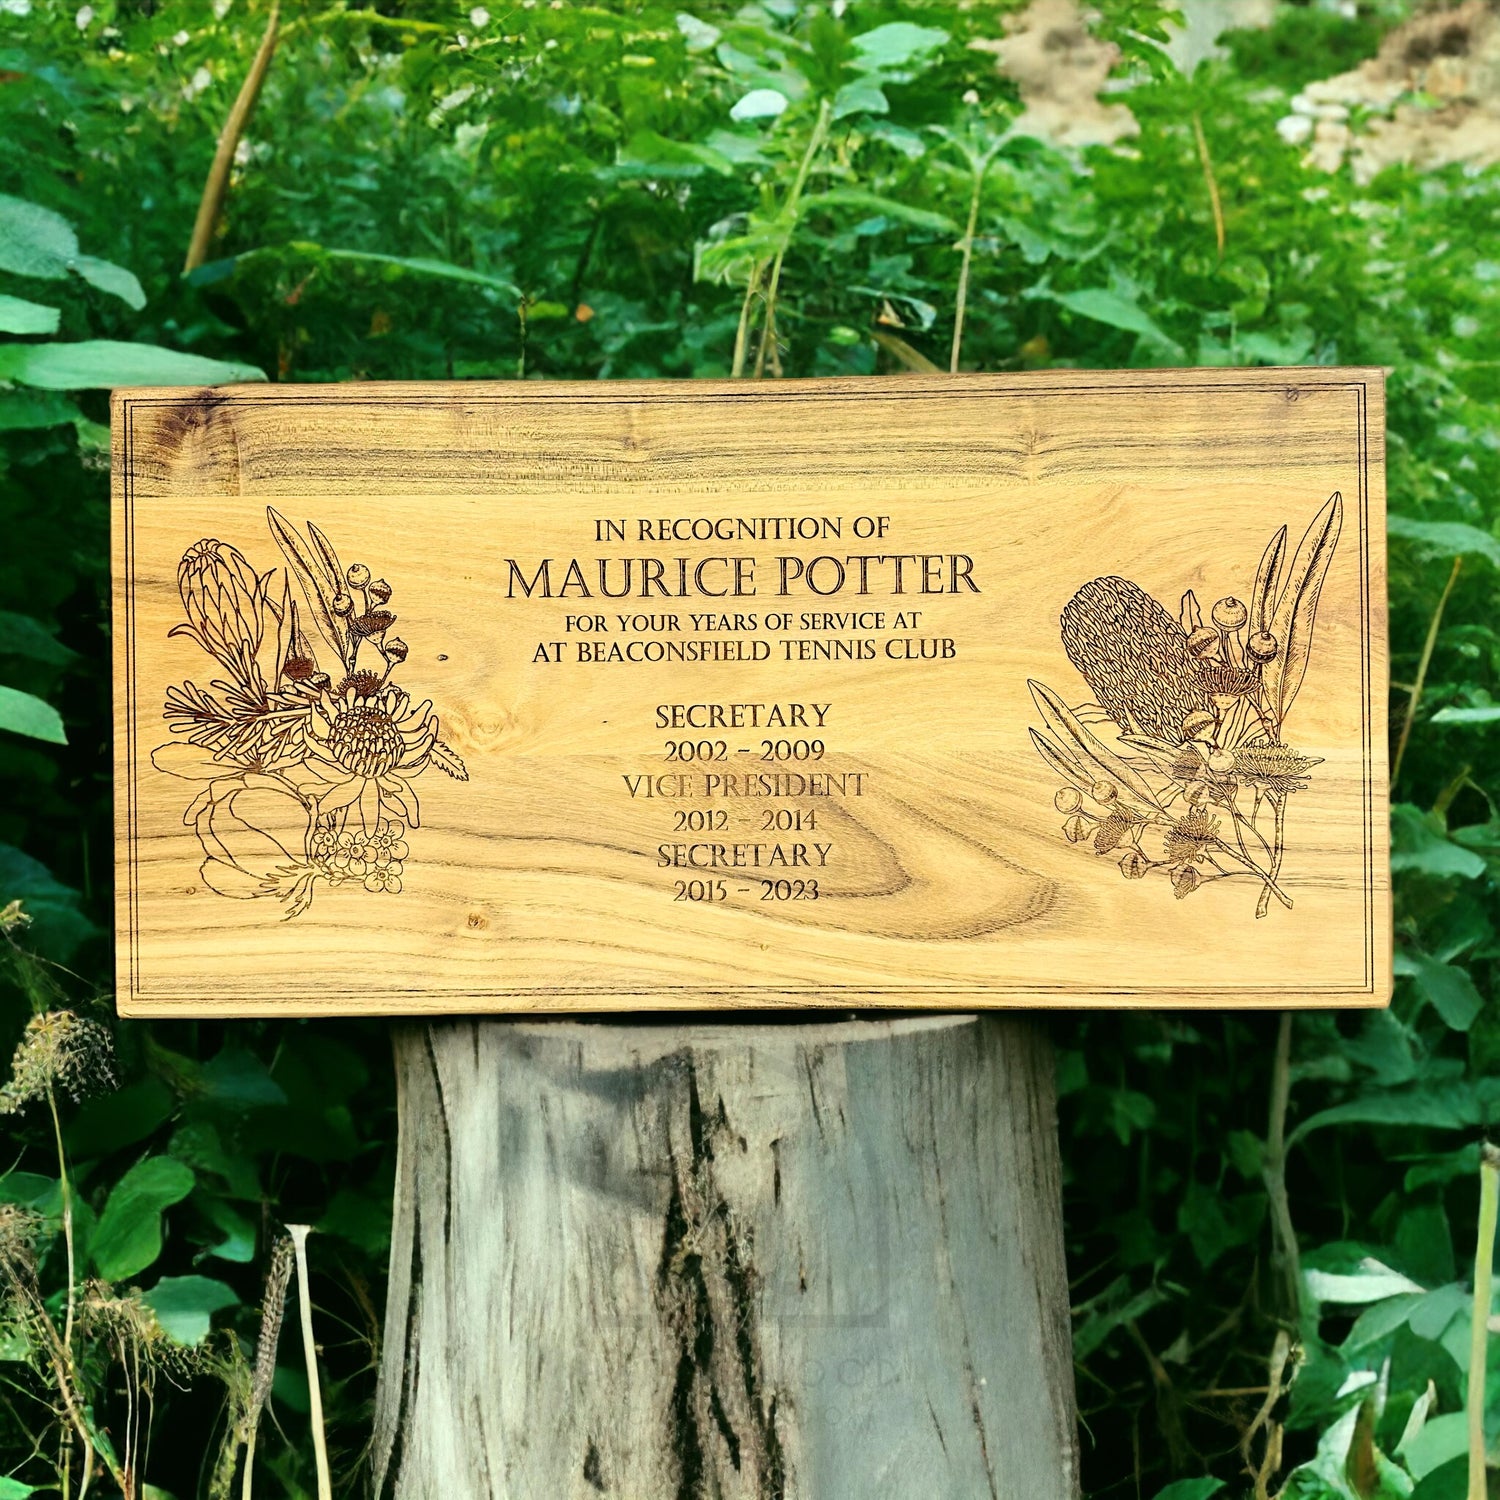 IN RECOGNITION OF
MAURICE POTTER
FOR YOUR YEARS OF SERVICE AT
AT BEACONSFIELD TENNIS CLUB
SECRETARY
2002 – 2009
VICE PRESIDENT
2012 – 2014
SECRETARY
2015 – 2023